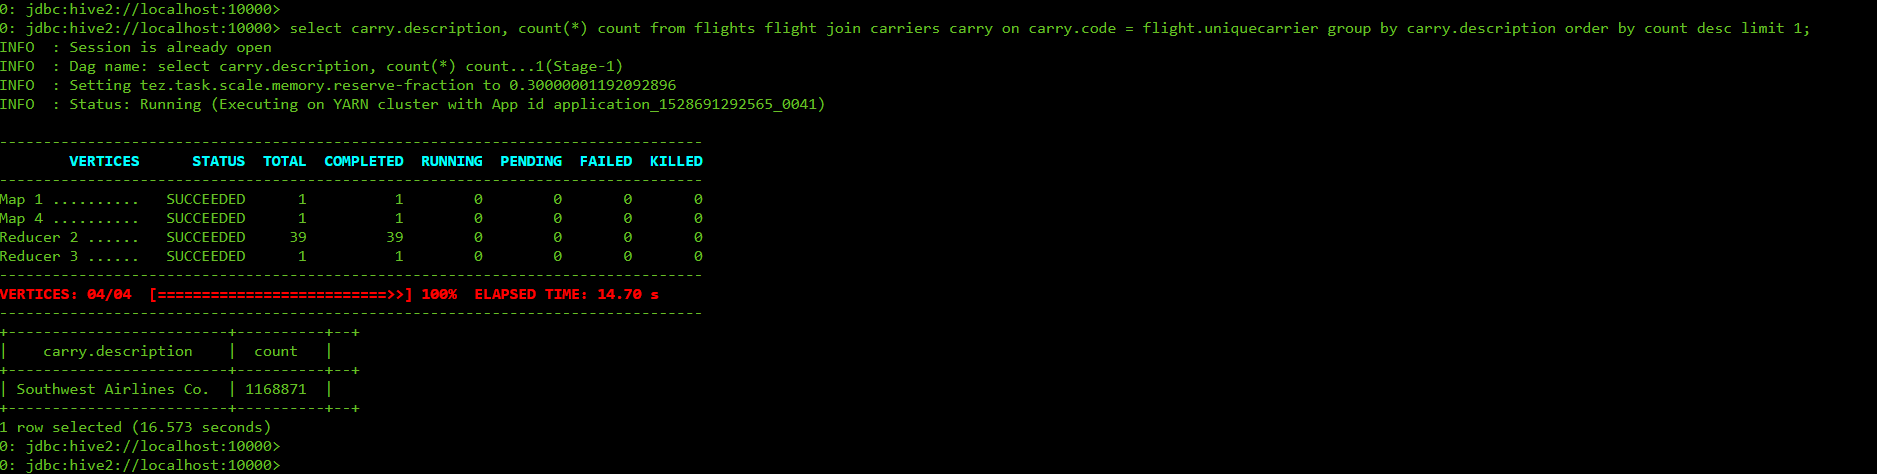 0: jdbc:hive2://localhost:10000>
0: jdbc:hive2://localhost:10000> select carry.description, count(*) count from flights flight join carriers carry on carry.code = flight.uniquecarrier group by carry.description order by count desc limit 1;
INFO  : Session is already open
INFO  : Dag name: select carry.description, count(*) count...1(Stage-1)
INFO  : Setting tez.task.scale.memory.reserve-fraction to 0.30000001192092896
INFO  : Status: Running (Executing on YARN cluster with App id application_1528691292565_0041)

--------------------------------------------------------------------------------
        VERTICES      STATUS  TOTAL  COMPLETED  RUNNING  PENDING  FAILED  KILLED
--------------------------------------------------------------------------------
Map 1 ..........   SUCCEEDED      1          1        0        0       0       0
Map 4 ..........   SUCCEEDED      1          1        0        0       0       0
Reducer 2 ......   SUCCEEDED     39         39        0        0       0       0
Reducer 3 ......   SUCCEEDED      1          1        0        0       0       0
--------------------------------------------------------------------------------
VERTICES: 04/04  [==========================>>] 100%  ELAPSED TIME: 14.70 s
--------------------------------------------------------------------------------
+-------------------------+----------+--+
|    carry.description    |  count   |
+-------------------------+----------+--+
| Southwest Airlines Co.  | 1168871  |
+-------------------------+----------+--+
1 row selected (16.573 seconds)
0: jdbc:hive2://localhost:10000>
0: jdbc:hive2://localhost:10000>